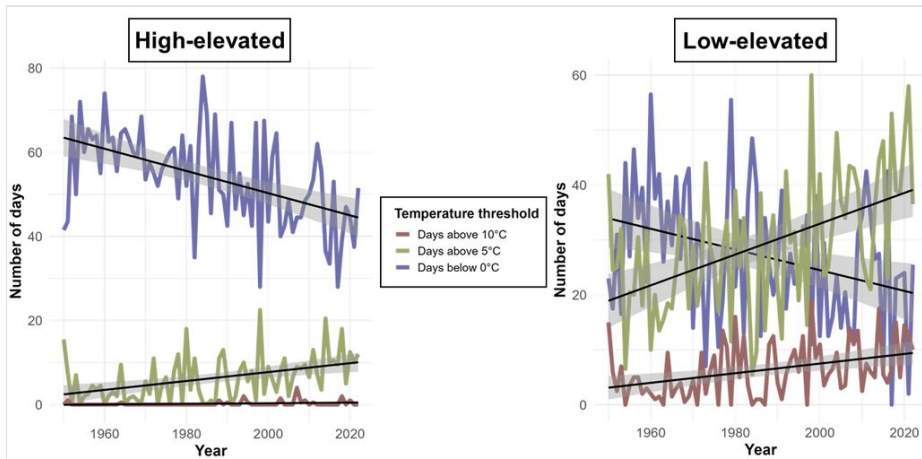 High-elevated
Low-elevated
80
60
40
20
0
Number of days
1960
1980
2000
2020
Year
Temperature threshold
Days above 10°C
Days above 5°C
Days below 0°C
60
40
20
0
Number of days
1960
1980
2000
2020
Year